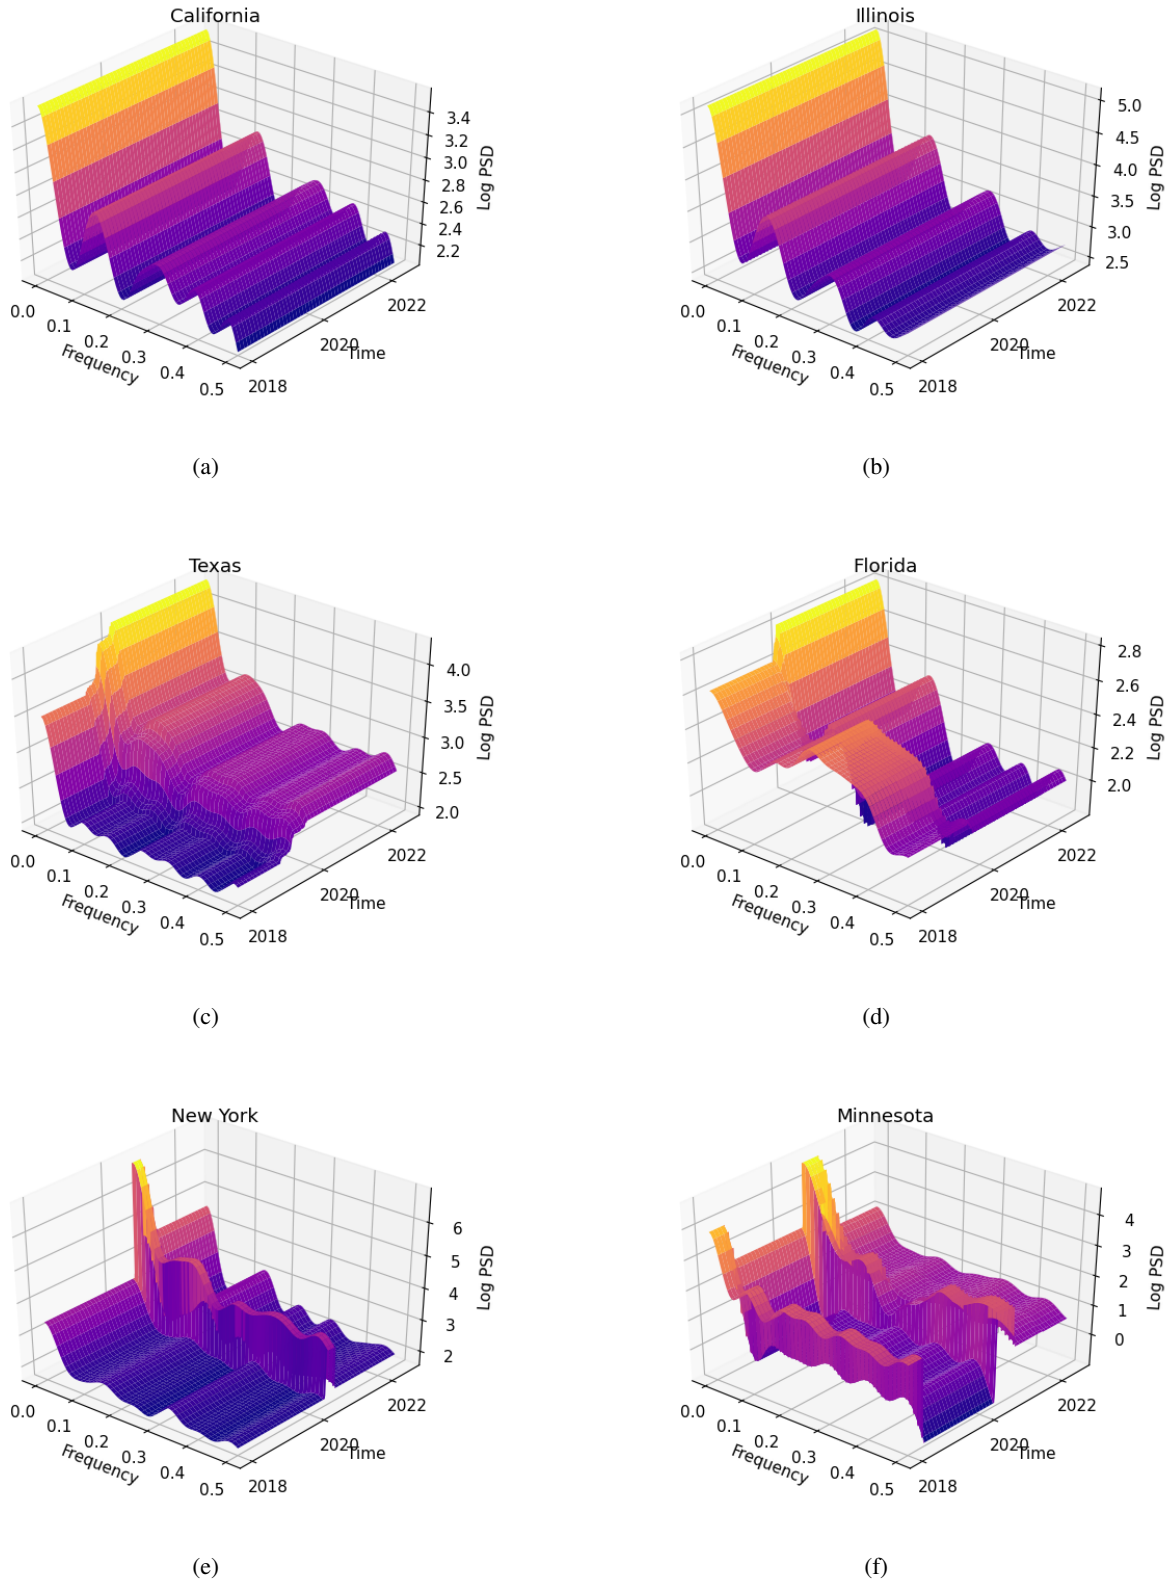 California
3.4
3.2
3.0
2.8
2.6
2.4
2.2
Log PSD
0.0
0.1
0.2
0.3
0.4
0.5
Frequency
2018
2020
2022
Time
(a)
Illinois
5.0
4.5
4.0
3.5
3.0
2.5
Log PSD
0.0
0.1
0.2
0.3
0.4
0.5
Frequency
2018
2020
2022
Time
(b)
Texas
4.0
3.5
3.0
2.5
2.0
Log PSD
0.0
0.1
0.2
0.3
0.4
0.5
Frequency
2018
2020
2022
Time
(c)
Florida
2.8
2.6
2.4
2.2
2.0
Log PSD
0.0
0.1
0.2
0.3
0.4
0.5
Frequency
2018
2020
2022
Time
(d)
New York
6
5
4
3
2
Log PSD
0.0
0.1
0.2
0.3
0.4
0.5
Frequency
2018
2020
2022
Time
(e)
Minnesota
4
3
2
1
0
Log PSD
0.0
0.1
0.2
0.3
0.4
0.5
Frequency
2018
2020
2022
Time
(f)